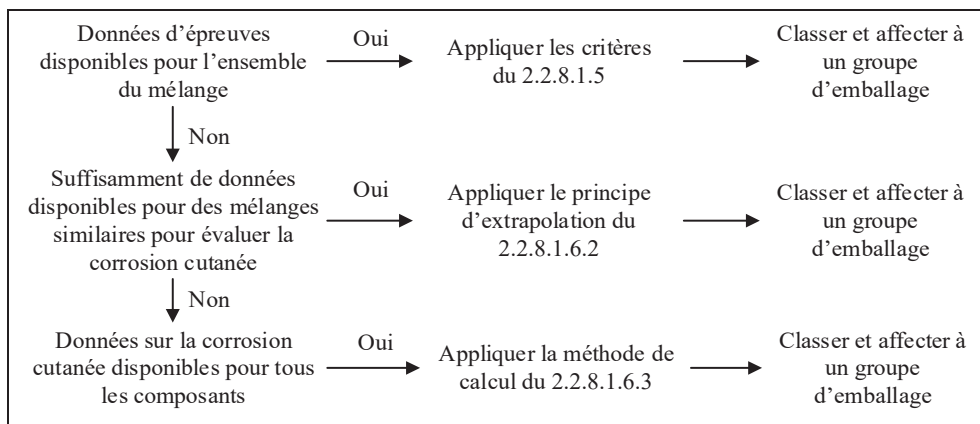 Données d'épreuves
disponibles pour l'ensemble
du mélange
Oui
Appliquer les critères
du 2.2.8.1.5
Classer et affecter à
un groupe
d'emballage
Non
Suffisamment de données
disponibles pour des mélanges
similaires pour évaluer la
corrosion cutanée
Oui
Appliquer le principe
d'extrapolation du
2.2.8.1.6.2
Classer et affecter à
un groupe
d'emballage
Non
Données sur la corrosion
cutanée disponibles pour tous
les composants
Oui
Appliquer la méthode de
calcul du 2.2.8.1.6.3
Classer et affecter à
un groupe
d'emballage